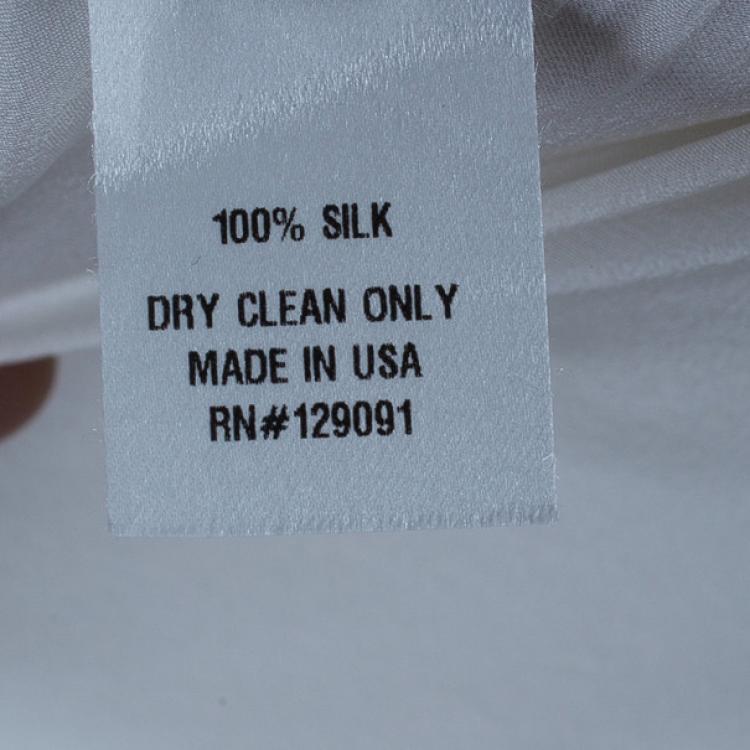 100% SILK
DRY CLEAN ONLY
MADE IN USA
RN#129091